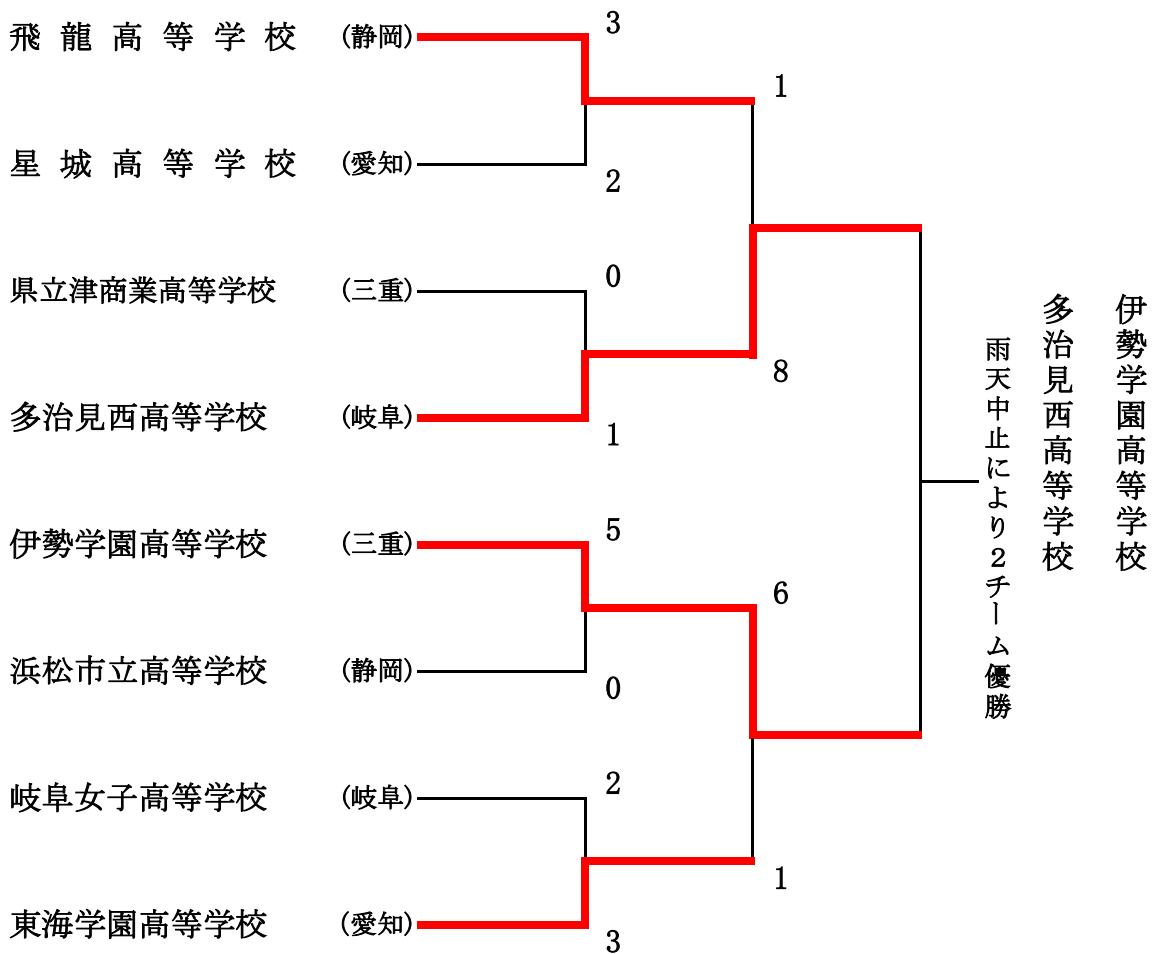 飛龍高等学校 (静岡) 3
1
星城高等学校 (愛知) 2
県立津商業高等学校 (三重) 0
8
多治見西高等学校 (岐阜) 1
伊勢学園高等学校 (三重) 5
6
浜松市立高等学校 (静岡) 0
岐阜女子高等学校 (岐阜) 2
1
東海学園高等学校 (愛知) 3
伊勢学園高等学校
多治見西高等学校
雨天中止により2チーム優勝